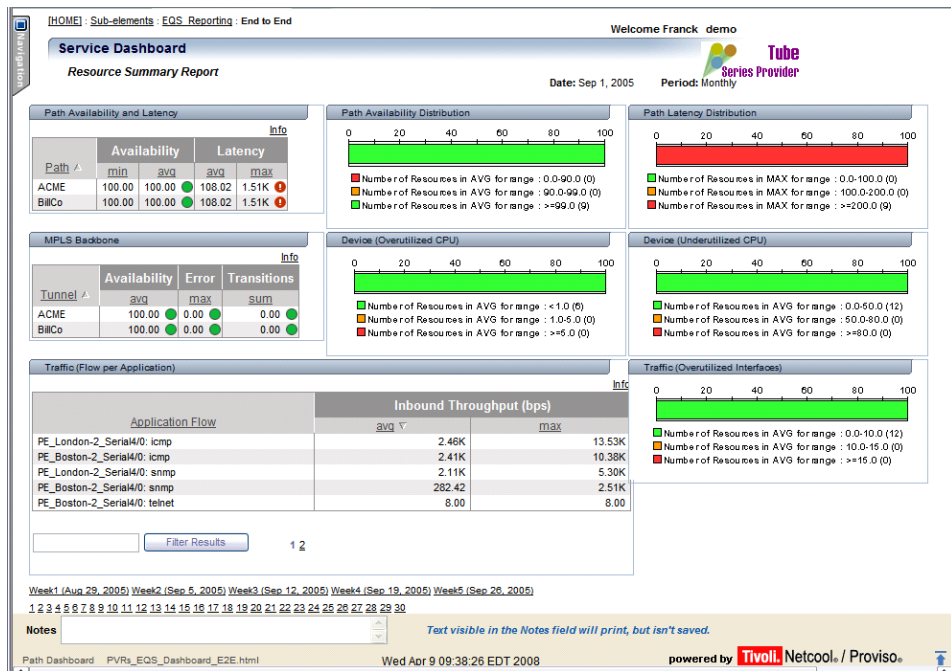 [HOME] : Sub-elements : EQS_Reporting : End to End
Welcome Franck demo
Navigation
Service Dashboard
Resource Summary Report
Tube
Series Provider
Date: Sep 1, 2005 Period: Monthly
Path Availability and Latency
Info
Availability Latency
Path min avg avg max
ACME 100.00 100.00 108.02 1.51K
BillCo 100.00 100.00 108.02 1.51K
Path Availability Distribution
0 20 40 60 80 100
Number of Resources in AVG for range : 0.0-90.0 (0)
Number of Resources in AVG for range : 90.0-99.0 (0)
Number of Resources in AVG for range : >=99.0 (9)
Path Latency Distribution
0 20 40 60 80 100
Number of Resources in MAX for range : 0.0-100.0 (0)
Number of Resources in MAX for range : 100.0-200.0 (0)
Number of Resources in MAX for range : >=200.0 (9)
MPLS Backbone
Info
Availability Error Transitions
Tunnel avg max sum
ACME 100.00 0.00 0.00
BillCo 100.00 0.00 0.00
Device (Overutilized CPU)
0 20 40 60 80 100
Number of Resources in AVG for range : <1.0 (6)
Number of Resources in AVG for range : 1.0-5.0 (0)
Number of Resources in AVG for range : >=5.0 (0)
Device (Underutilized CPU)
0 20 40 60 80 100
Number of Resources in AVG for range : 0.0-50.0 (12)
Number of Resources in AVG for range : 50.0-80.0 (0)
Number of Resources in AVG for range : >=80.0 (0)
Traffic (Flow per Application)
Info
Inbound Throughput (bps)
Application Flow avg max
PE_London-2_Serial4/0: icmp 2.46K 13.53K
PE_Boston-2_Serial4/0: icmp 2.41K 10.38K
PE_London-2_Serial4/0: snmp 2.11K 5.30K
PE_Boston-2_Serial4/0: snmp 282.42 2.51K
PE_Boston-2_Serial4/0: telnet 8.00 8.00
Filter Results 1 2
Traffic (Overutilized Interfaces)
0 20 40 60 80 100
Number of Resources in AVG for range : 0.0-10.0 (12)
Number of Resources in AVG for range : 10.0-15.0 (0)
Number of Resources in AVG for range : >=15.0 (0)
Week1 (Aug 29, 2005) Week2 (Sep 5, 2005) Week3 (Sep 12, 2005) Week4 (Sep 19, 2005) Week5 (Sep 26, 2005)
1 2 3 4 5 6 7 8 9 10 11 12 13 14 15 16 17 18 19 20 21 22 23 24 25 26 27 28 29 30
Notes
Text visible in the Notes field will print, but isn't saved.
Path Dashboard PVRs_EQS_Dashboard_E2E.html
Wed Apr 9 09:38:26 EDT 2008
powered by Tivoli. Netcool® / Proviso®